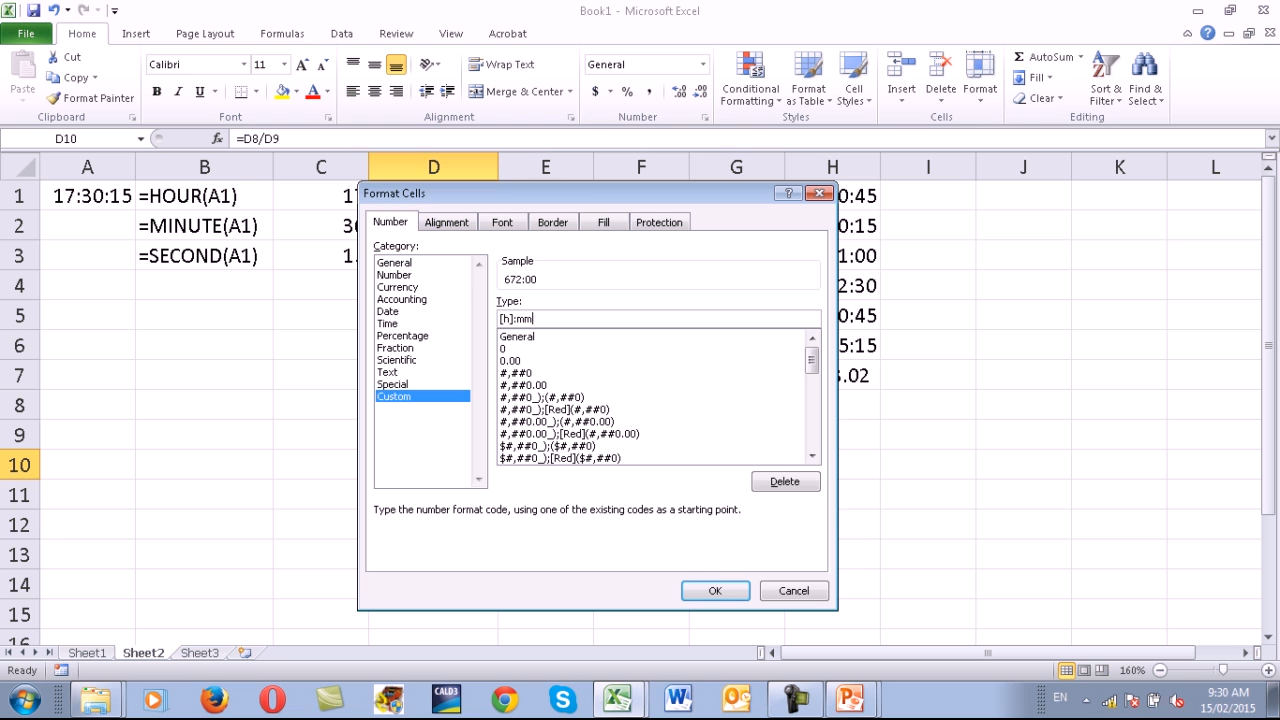 Book1 - Microsoft Excel
File Home Insert Page Layout Formulas Data Review View Acrobat
Cut
Copy
Format Painter
Paste
Clipboard
Calibri 11
B I U
Font
Wrap Text
Merge & Center
Alignment
General
$ % ,
Number
Conditional Formatting
Format as Table
Cell Styles
Styles
Insert Delete Format
Cells
AutoSum
Fill
Clear
Sort & Filter
Find & Select
Editing
D10 fx =D8/D9
A B C D E F G H I J K L
1 17:30:15 =HOUR(A1)
2 =MINUTE(A1)
3 =SECOND(A1)
4
5
6
7
8
9
10
11
12
13
14
15
16
Format Cells
Number Alignment Font Border Fill Protection
Category:
General
Number
Currency
Accounting
Date
Time
Percentage
Fraction
Scientific
Text
Special
Custom
Sample
672:00
Type:
[h]:mm
General
0
0.00
#,##0
#,##0.00
#,##0_);(#,##0)
#,##0_);[Red](#,##0)
#,##0.00_);(#,##0.00)
#,##0.00_);[Red](#,##0.00)
$#,##0_);($#,##0)
$#,##0_);[Red]($#,##0)
Delete
Type the number format code, using one of the existing codes as a starting point.
OK Cancel
Sheet1 Sheet2 Sheet3
Ready 160%
CALD3
EN
9:30 AM
15/02/2015